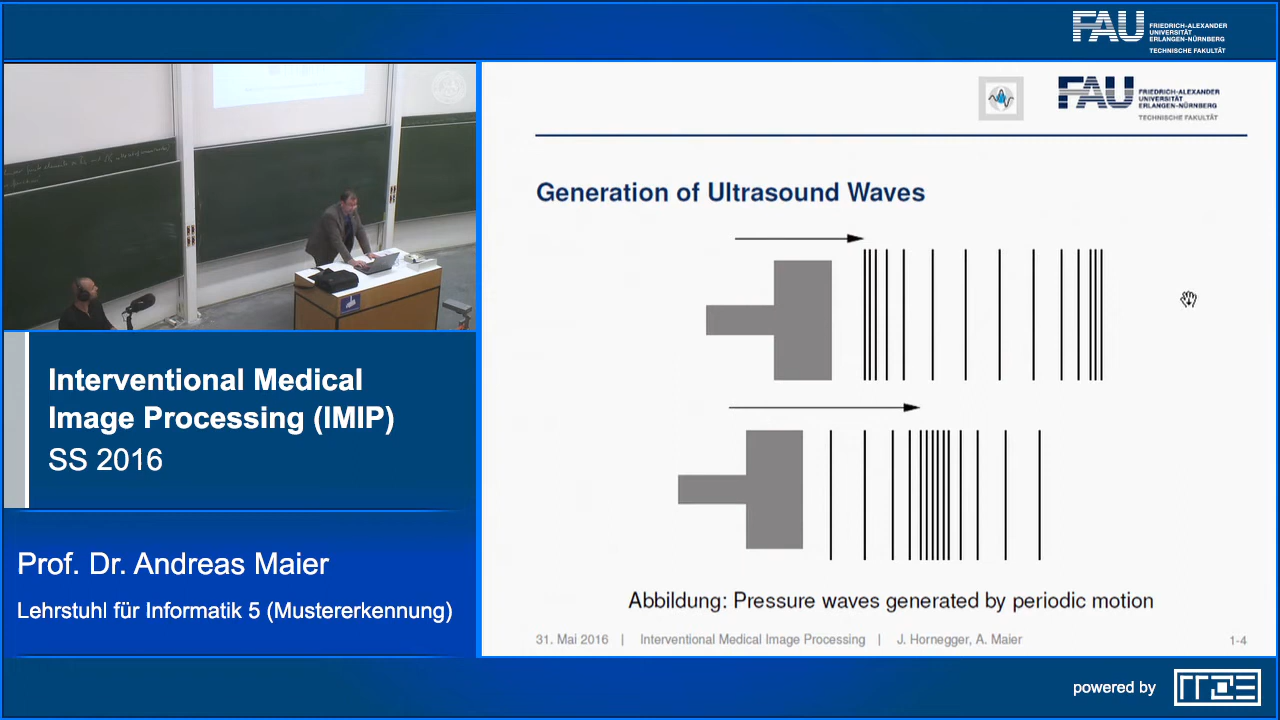 FAU
FRIEDRICH-ALEXANDER
UNIVERSITÄT
ERLANGEN-NÜRNBERG
TECHNISCHE FAKULTÄT
FAU
FRIEDRICH-ALEXANDER
UNIVERSITÄT
ERLANGEN-NÜRNBERG
TECHNISCHE FAKULTÄT
Generation of Ultrasound Waves
Abbildung: Pressure waves generated by periodic motion
31. Mai 2016 | Interventional Medical Image Processing | J. Hornegger, A. Maier
1-4
Interventional Medical
Image Processing (IMIP)
SS 2016
Prof. Dr. Andreas Maier
Lehrstuhl für Informatik 5 (Mustererkennung)
powered by